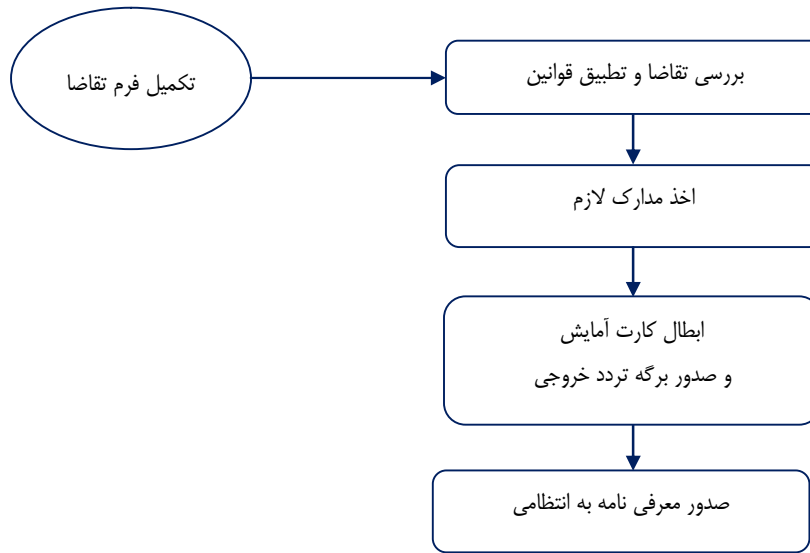 تکمیل فرم تقاضا
بررسی تقاضا و تطبیق قوانین
اخذ مدارک لازم
ابطال کارت آمایش
و صدور برگه تردد خروجی
صدور معرفی نامه به انتظامی